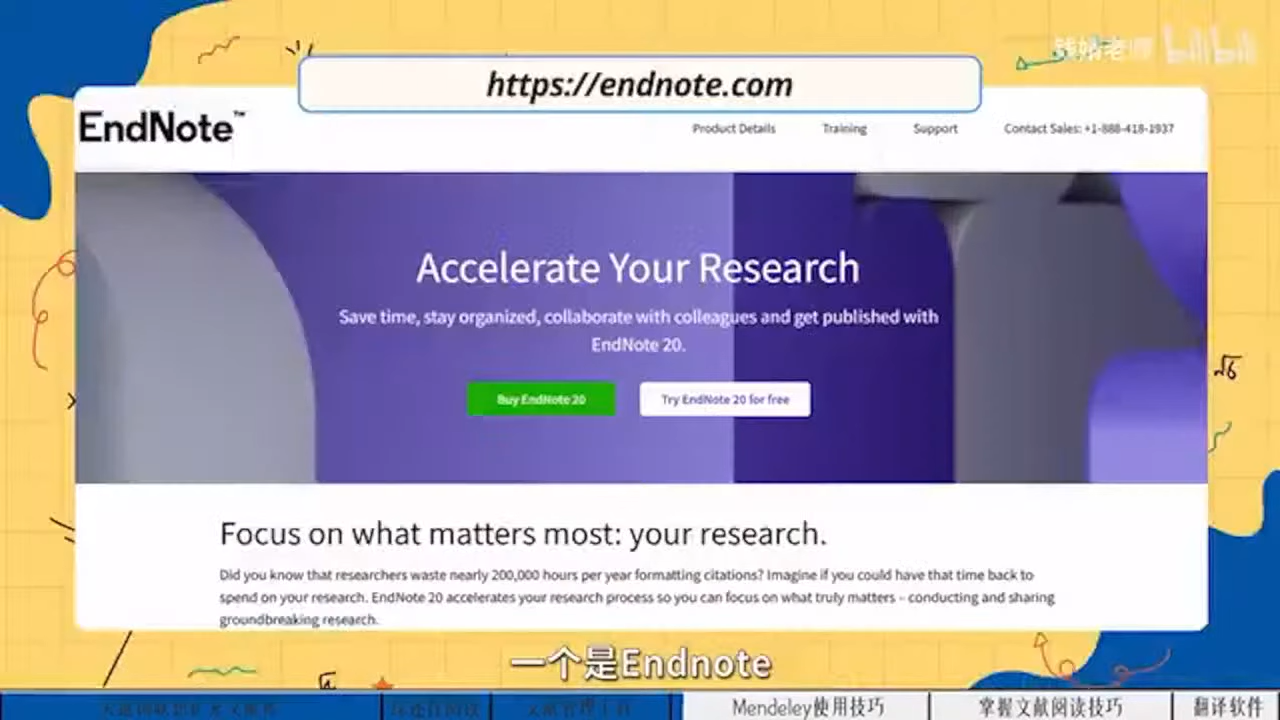 https://endnote.com
bilibili
EndNote™
Product Details
Training
Support
Contact Sales: +1-888-418-1937
Accelerate Your Research
Save time, stay organized, collaborate with colleagues and get published with
EndNote 20.
Buy EndNote 20
Try EndNote 20 for free
Focus on what matters most: your research.
Did you know that researchers waste nearly 200,000 hours per year formatting citations? Imagine if you could have that time back to
spend on your research. EndNote 20 accelerates your research process so you can focus on what truly matters – conducting and sharing
groundbreaking research.
√6
一个是Endnote
Mendeley使用技巧
掌握文献阅读技巧
翻译软件